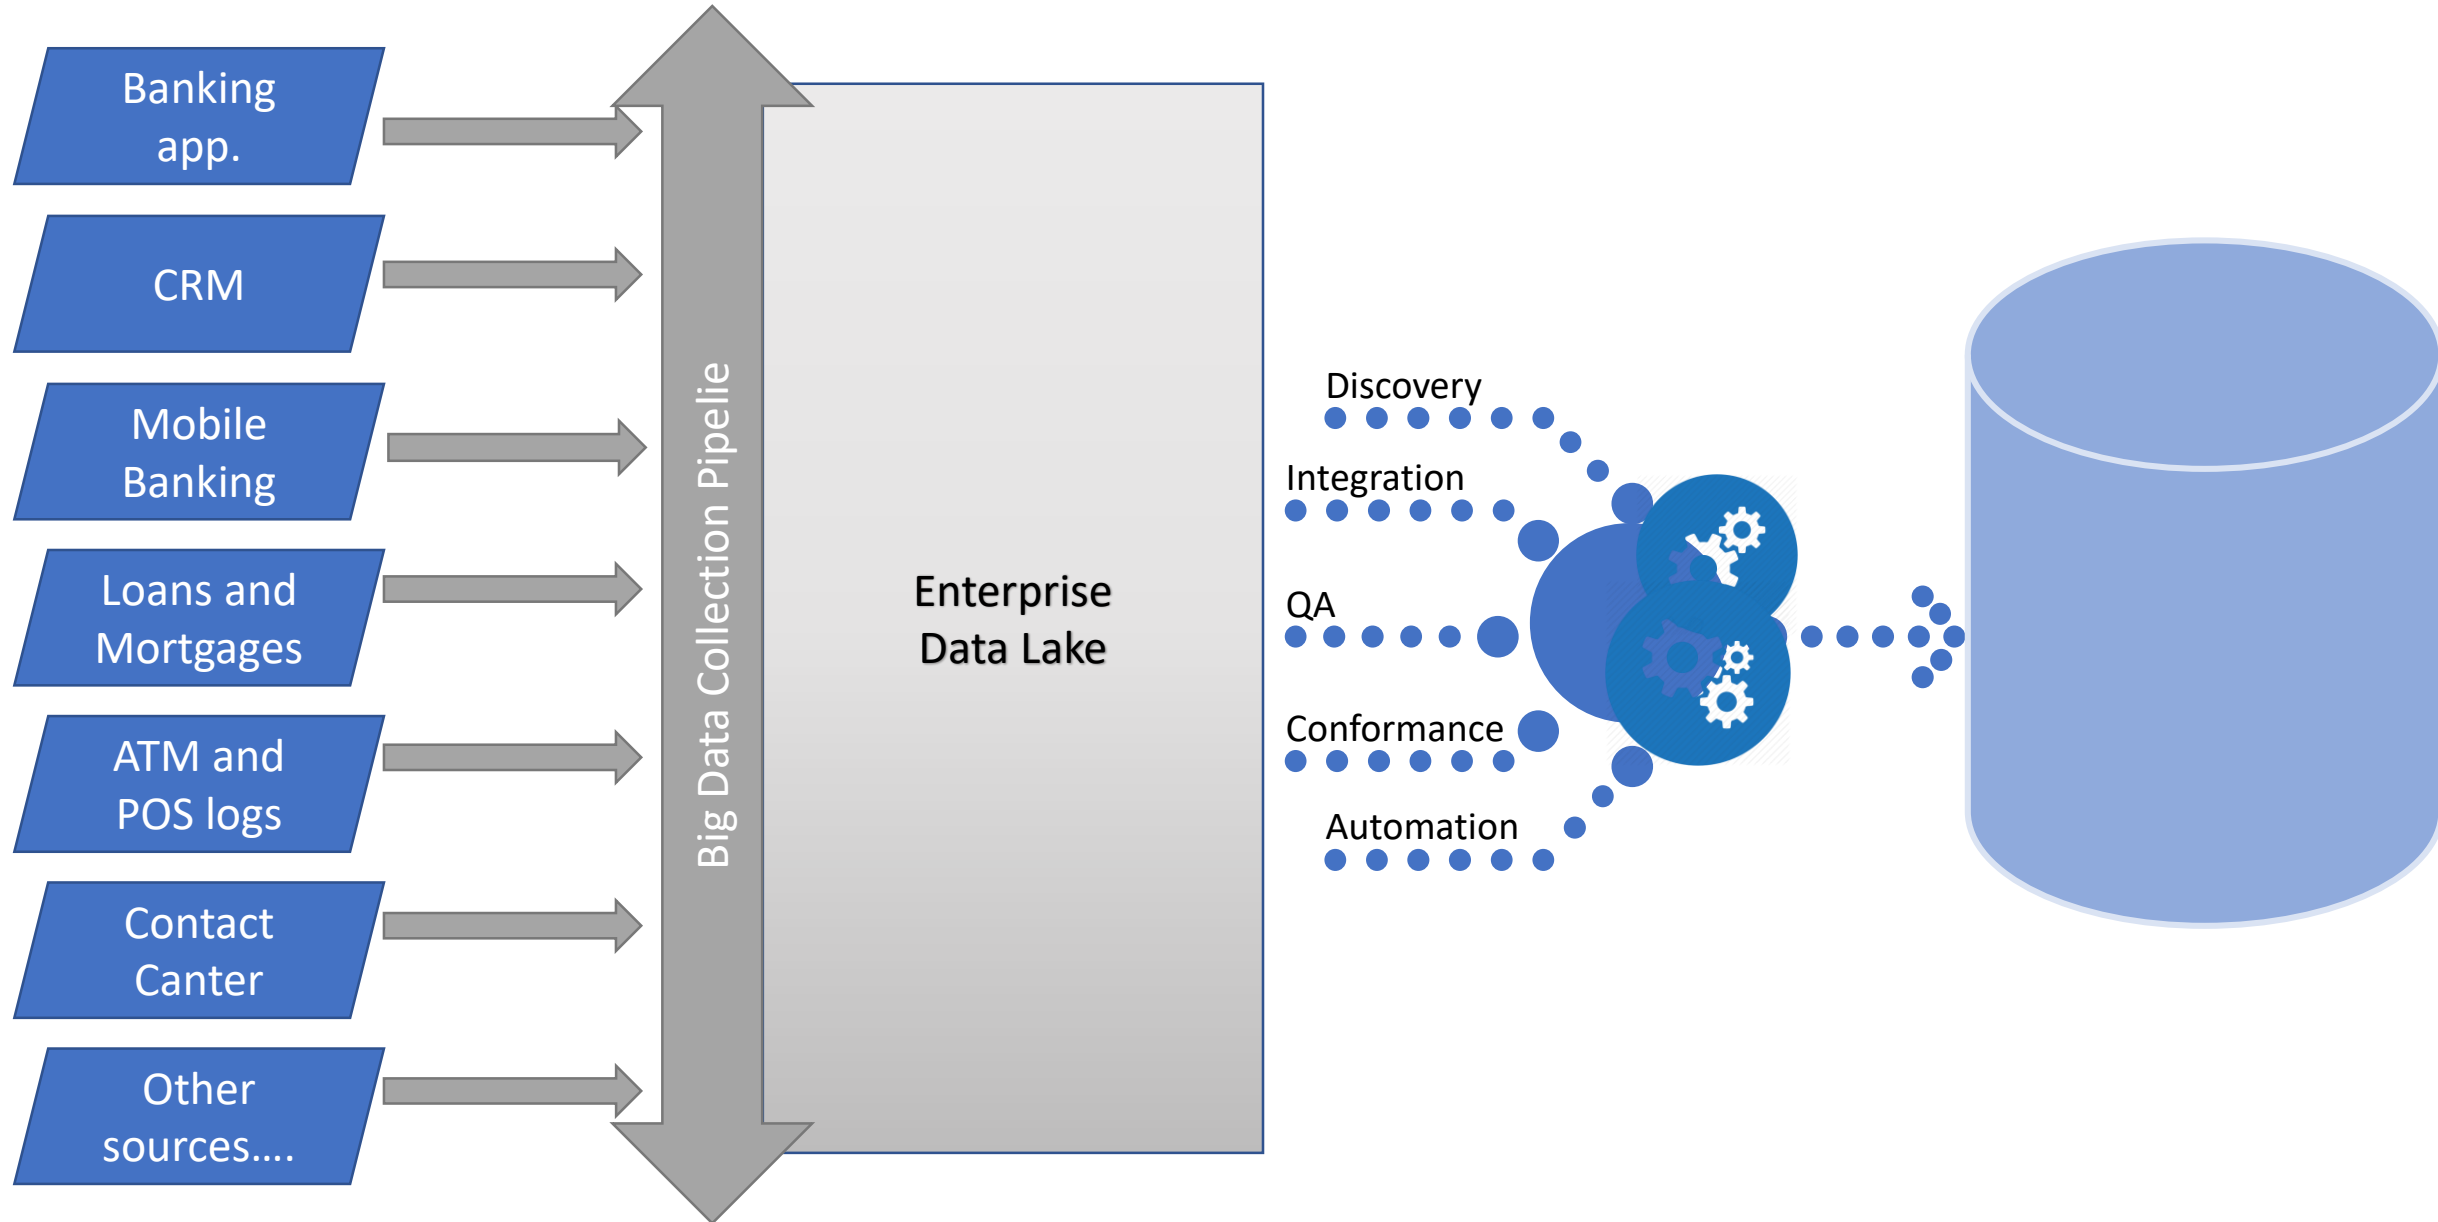 Banking
app.
CRM
Mobile
Banking
Loans and
Mortgages
ATM and
POS logs
Contact
Canter
Other
sources....
Big Data Collection Pipelie
Enterprise
Data Lake
Discovery
Integration
QA
Conformance
Automation